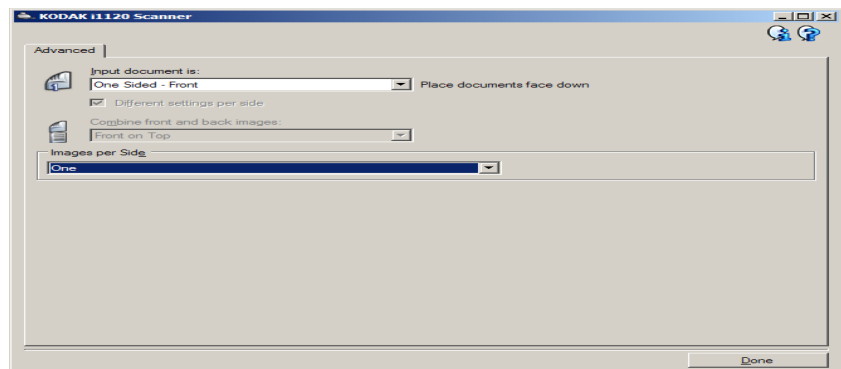 KODAK i1120 Scanner
Advanced
Input document is:
One Sided - Front
Place documents face down
Different settings per side
Combine front and back images:
Front on Top
Images per Side
One
Done